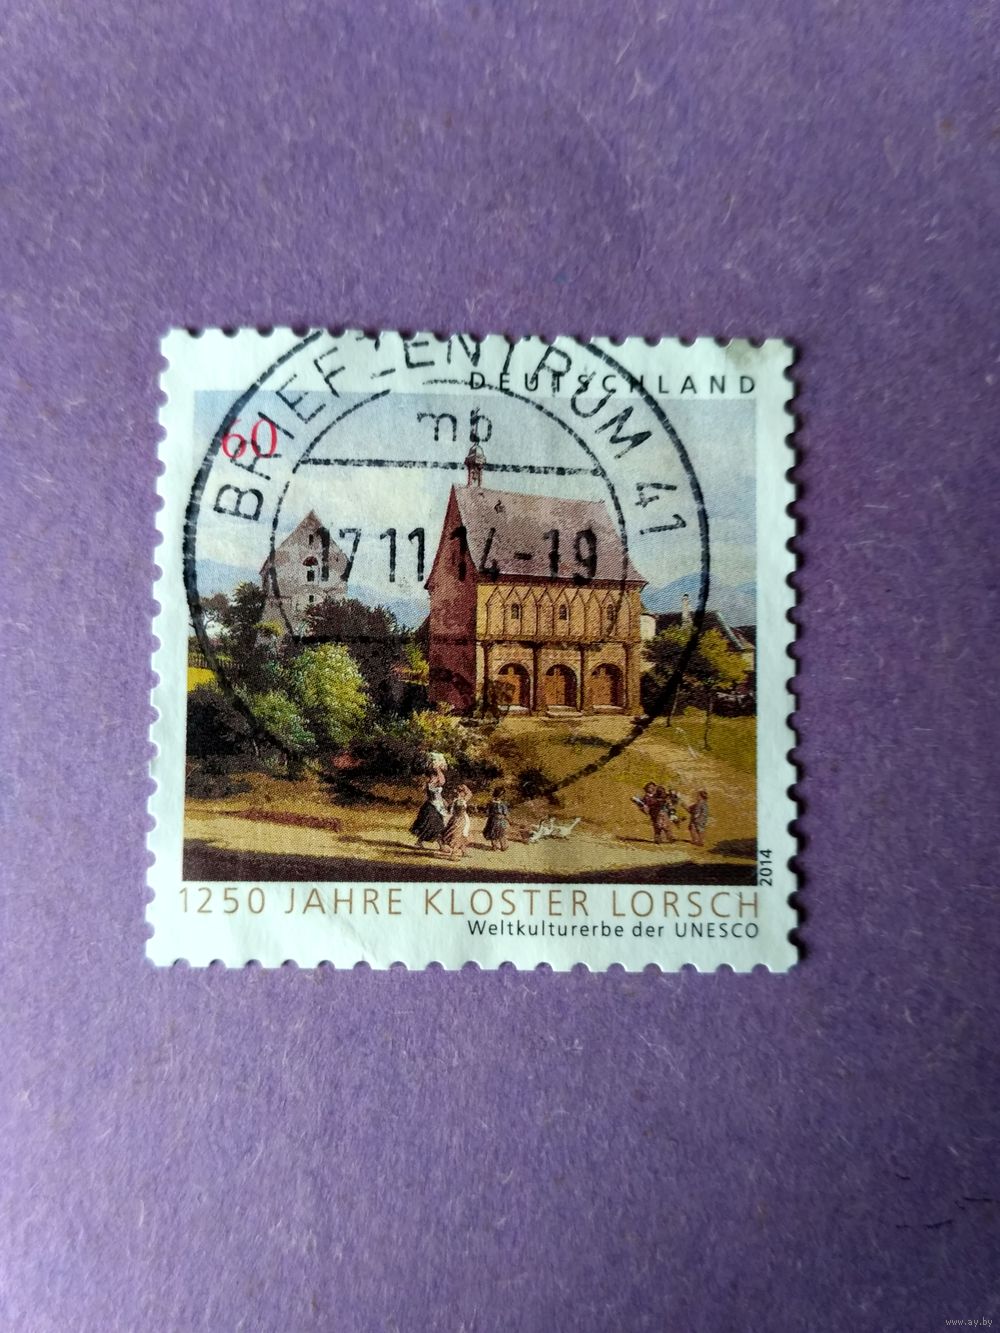 BRIEFZENTRUM 41
DEUTSCHLAND
mb
60
17.11.14-19
2014
1250 JAHRE KLOSTER LORSCH
Weltkulturerbe der UNESCO
www.ay.by